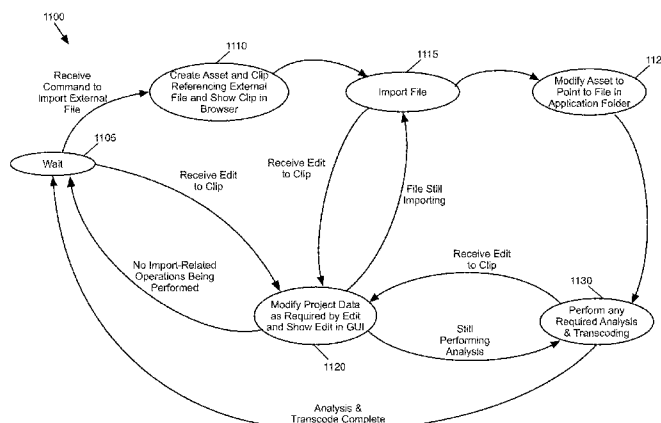 1100
1110
1115
112
Receive
Command to
Import External
File
Create Asset and Clip
Referencing External
File and Show Clip in
Browser
Import File
Modify Asset to
Point to File in
Application Folder
1105
Wait
Receive Edit
to Clip
Receive Edit
to Clip
File Still
Importing
No Import-Related
Operations Being
Performed
Receive Edit
to Clip
1130
Modify Project Data
as Required by Edit
and Show Edit in GUI
1120
Still
Performing
Analysts
Perform any
Required Analysis
& Transcoding
Analysis &
Transcode Complete